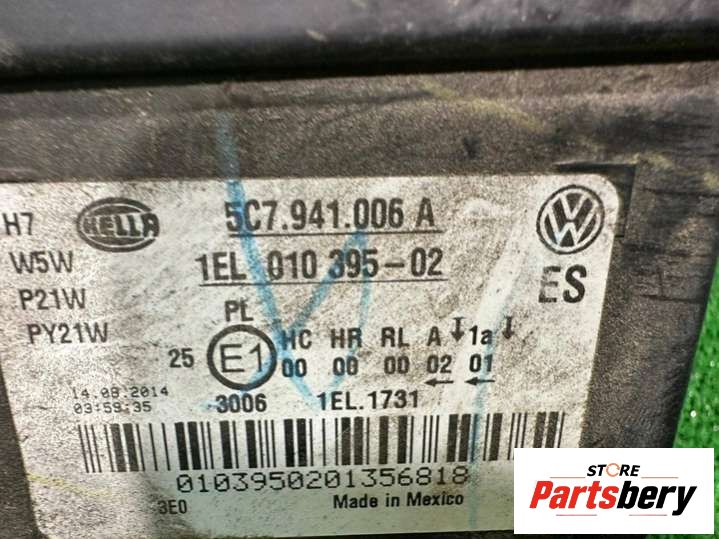 H7 HELLA 5C7.941.006 A VW
W5W 1EL 010 395-02
P21W ES
PY21W PL
25 E1 HC HR RL A 1a
00 00 00 02 01
14.08.2014
03:59:35 3006 1EL.1731
0103950201356818
3E0 Made in Mexico
STORE
Partsbery